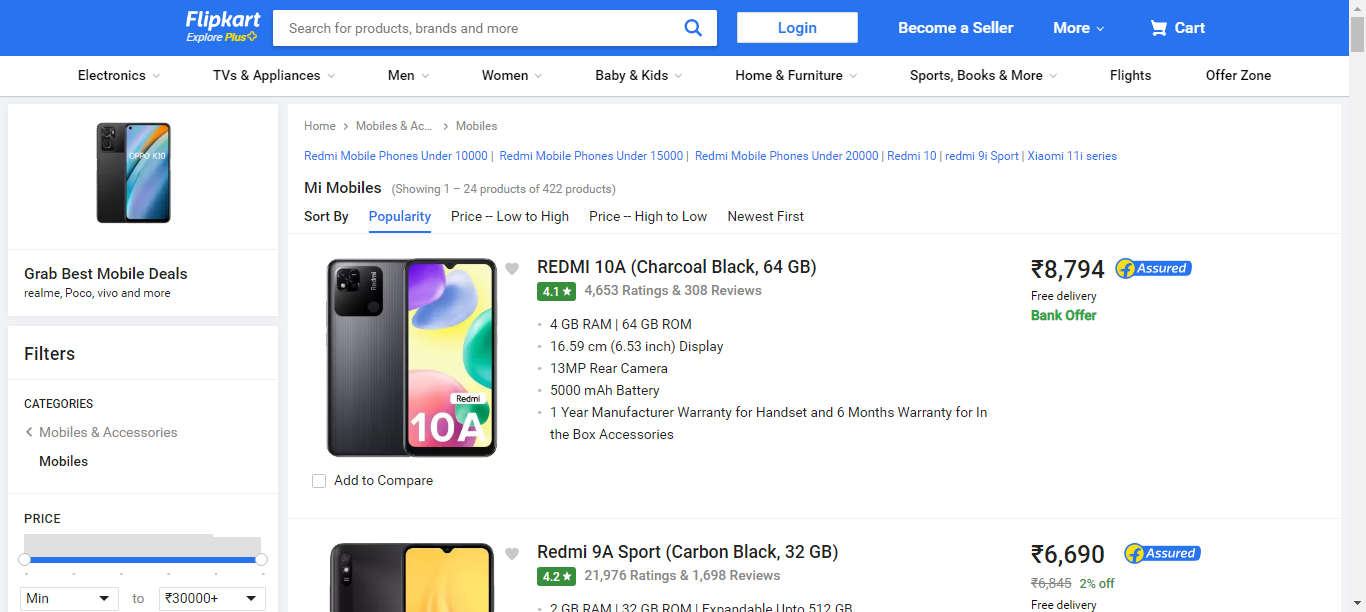 Flipkart
Explore Plus
Search for products, brands and more
Login
Become a Seller
More
Cart
Electronics
TVs & Appliances
Men
Women
Baby & Kids
Home & Furniture
Sports, Books & More
Flights
Offer Zone
OPPO K10
Grab Best Mobile Deals
realme, Poco, vivo and more
Filters
CATEGORIES
Mobiles & Accessories
Mobiles
PRICE
Min
to
₹30000+
Home > Mobiles & Ac... > Mobiles
Redmi Mobile Phones Under 10000 | Redmi Mobile Phones Under 15000 | Redmi Mobile Phones Under 20000 | Redmi 10 | redmi 9i Sport | Xiaomi 11i series
Mi Mobiles (Showing 1 – 24 products of 422 products)
Sort By Popularity Price -- Low to High Price -- High to Low Newest First
Redmi
Redmi
10A
Add to Compare
REDMI 10A (Charcoal Black, 64 GB)
4.1 ★ 4,653 Ratings & 308 Reviews
4 GB RAM | 64 GB ROM
16.59 cm (6.53 inch) Display
13MP Rear Camera
5000 mAh Battery
1 Year Manufacturer Warranty for Handset and 6 Months Warranty for In
the Box Accessories
₹8,794
Assured
Free delivery
Bank Offer
Redmi 9A Sport (Carbon Black, 32 GB)
4.2 ★ 21,976 Ratings & 1,698 Reviews
2 GB RAM | 32 GB ROM | Expandable Upto 512 GB
₹6,690
Assured
₹6,845 2% off
Free delivery